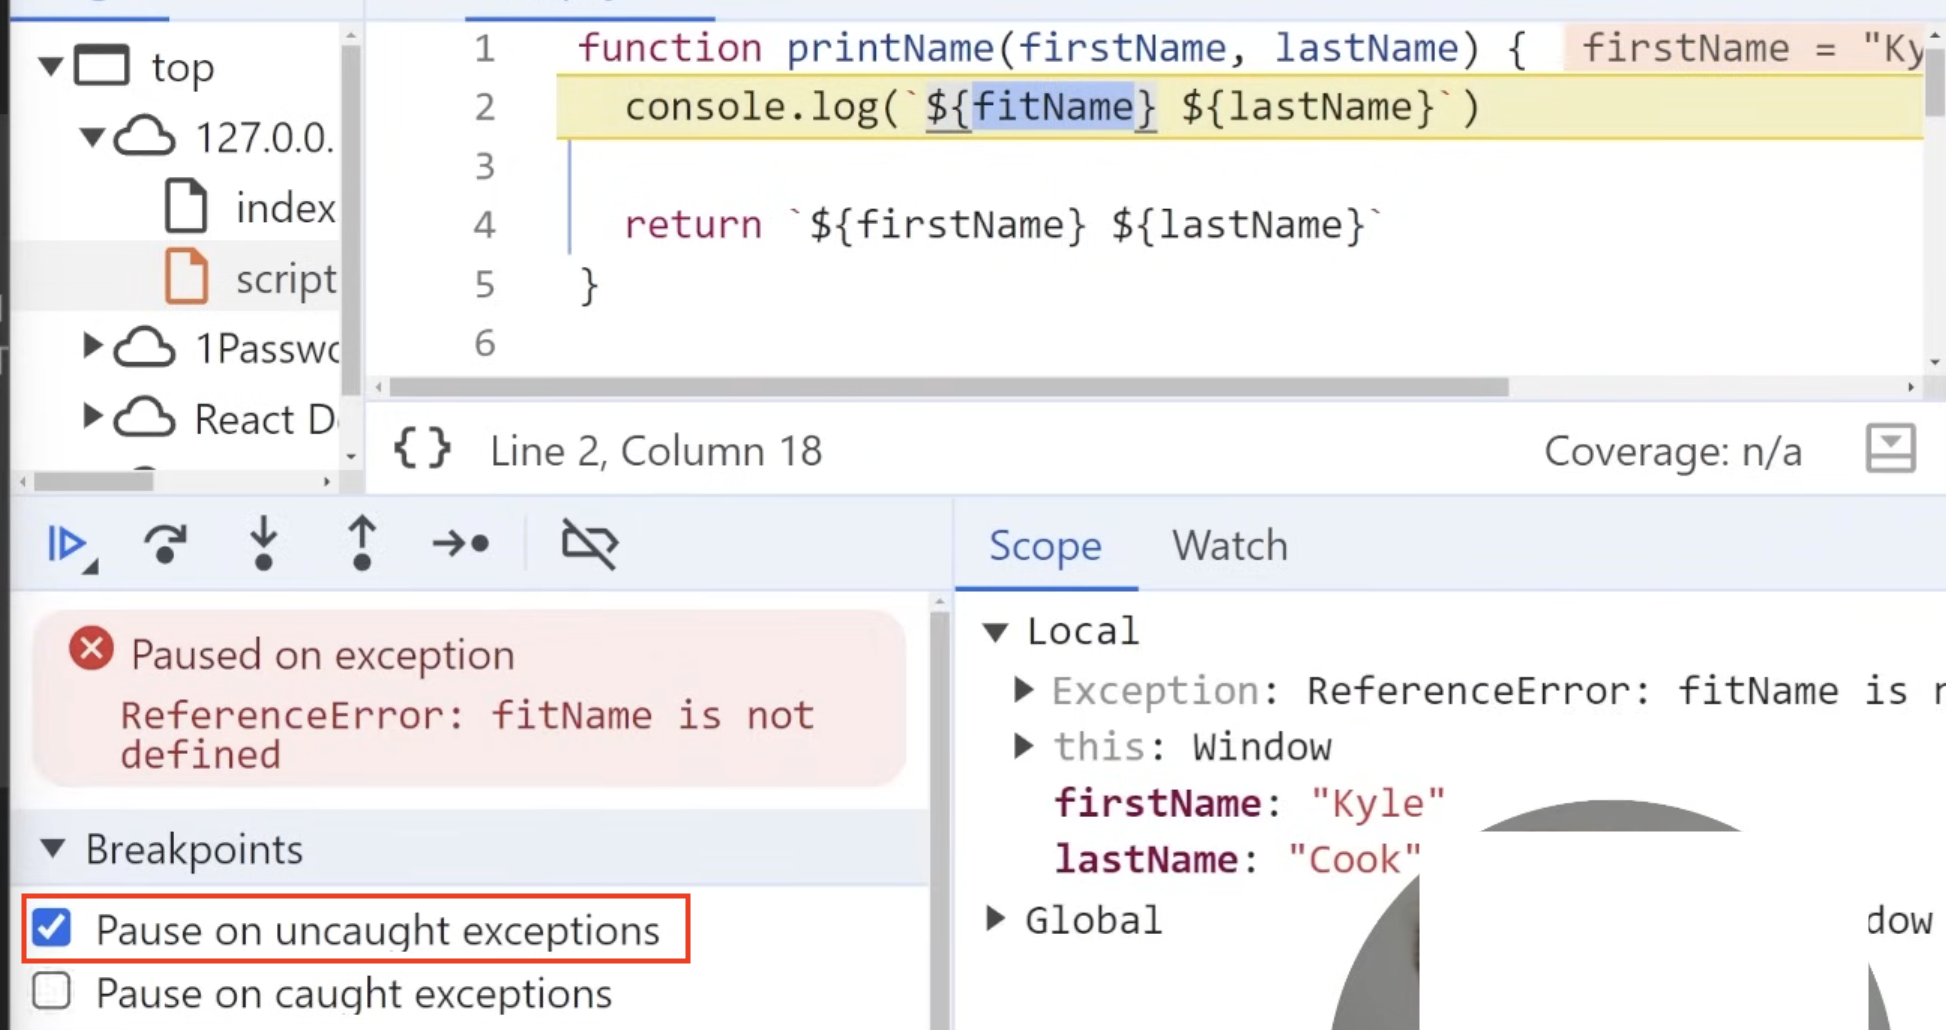 top
127.0.0.
index
script
1Passwo
React D
1 function printName(firstName, lastName) { firstName = "Ky
2 console.log(`${fitName} ${lastName}`)
3
4 return `${firstName} ${lastName}`
5 }
6
{ } Line 2, Column 18 Coverage: n/a
Paused on exception
ReferenceError: fitName is not
defined
Breakpoints
Pause on uncaught exceptions
Pause on caught exceptions
Scope Watch
Local
Exception: ReferenceError: fitName is n
this: Window
firstName: "Kyle"
lastName: "Cook"
Global dow